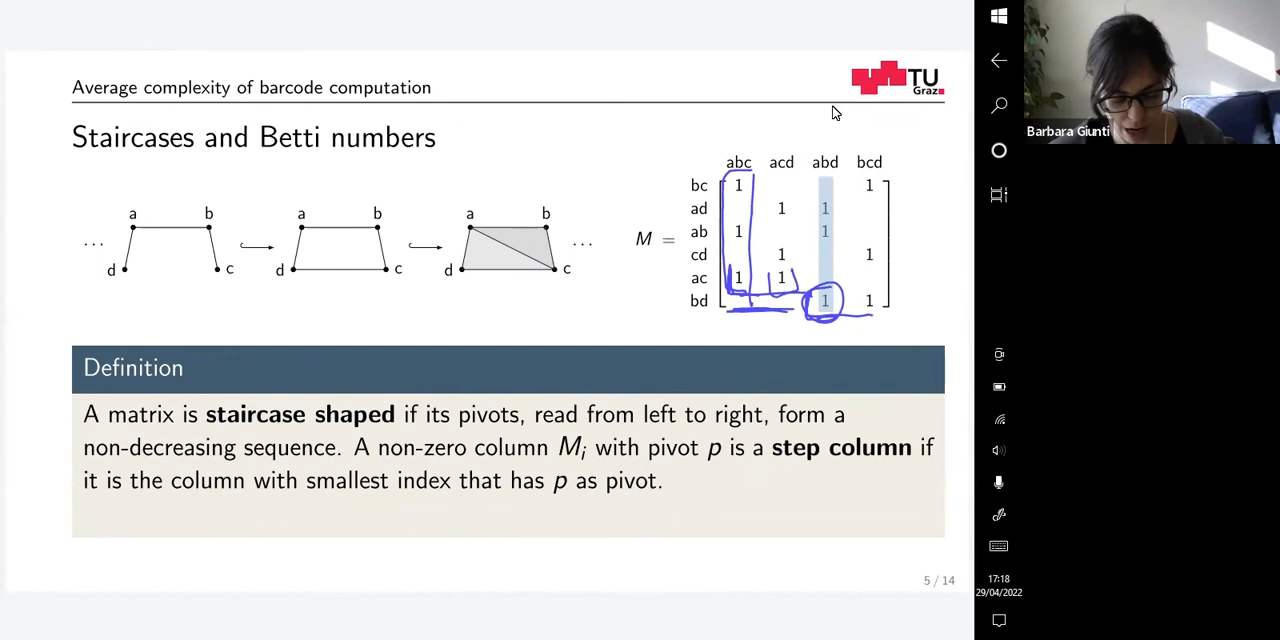 Average complexity of barcode computation
TU
Graz
Staircases and Betti numbers
abc acd abd bcd
bc 1 1
ad 1 1
ab 1 1
cd 1 1
ac 1 1
bd 1 1
M =
a b a b a b
... ...
d c d c d c
Definition
A matrix is staircase shaped if its pivots, read from left to right, form a
non-decreasing sequence. A non-zero column Mi with pivot p is a step column if
it is the column with smallest index that has p as pivot.
5 / 14
Barbara Giunti
17:18
29/04/2022